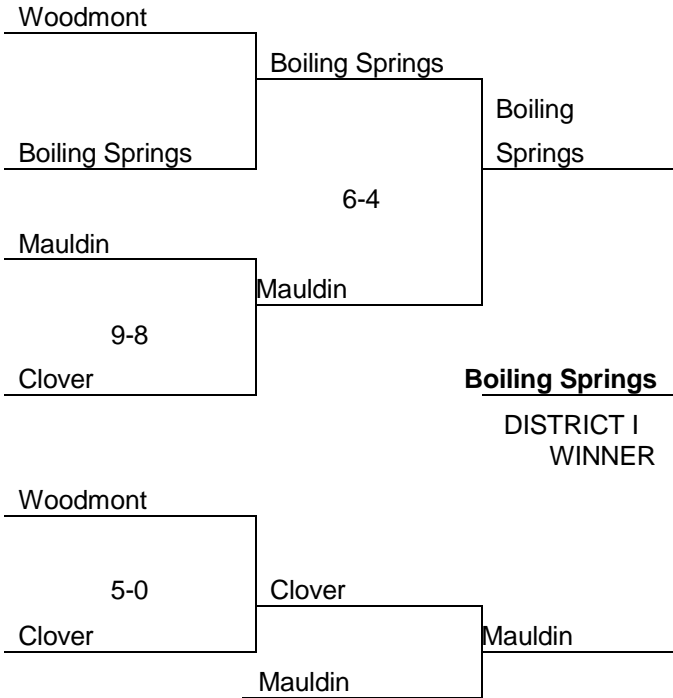 Woodmont
Boiling Springs
Boiling
Springs
Boiling Springs
6-4
Mauldin
Mauldin
9-8
Clover
Boiling Springs
DISTRICT I
WINNER
Woodmont
5-0
Clover
Clover
Mauldin
Mauldin